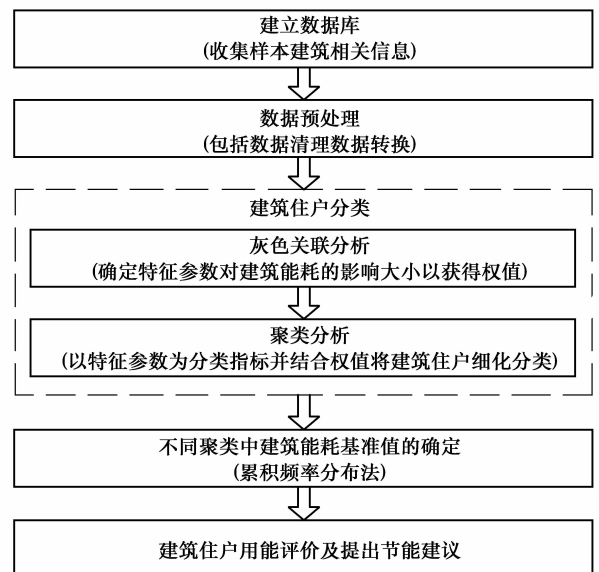 建立数据库
(收集样本建筑相关信息)
数据预处理
(包括数据清理数据转换)
建筑住户分类
灰色关联分析
(确定特征参数对建筑能耗的影响大小以获得权值)
聚类分析
(以特征参数为分类指标并结合权值将建筑住户细化分类)
不同聚类中建筑能耗基准值的确定
(累积频率分布法)
建筑住户用能评价及提出节能建议